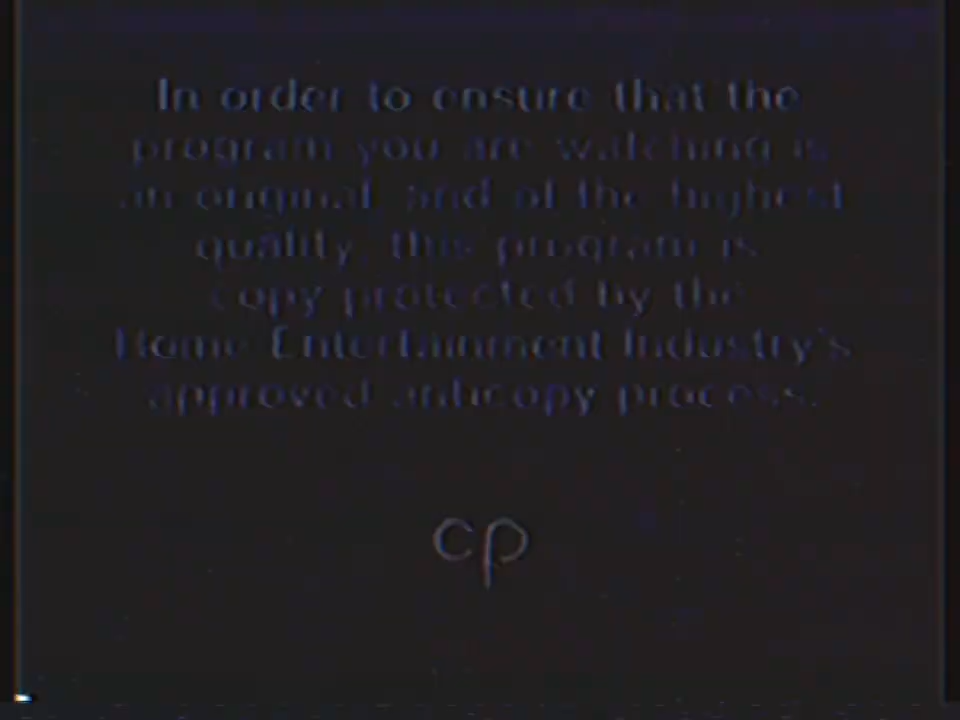 In order to ensure that the
program you are watching is
an original, and of the highest
quality, this program is
copy protected by the
Home Entertainment Industry's
approved anticopy process.
cp